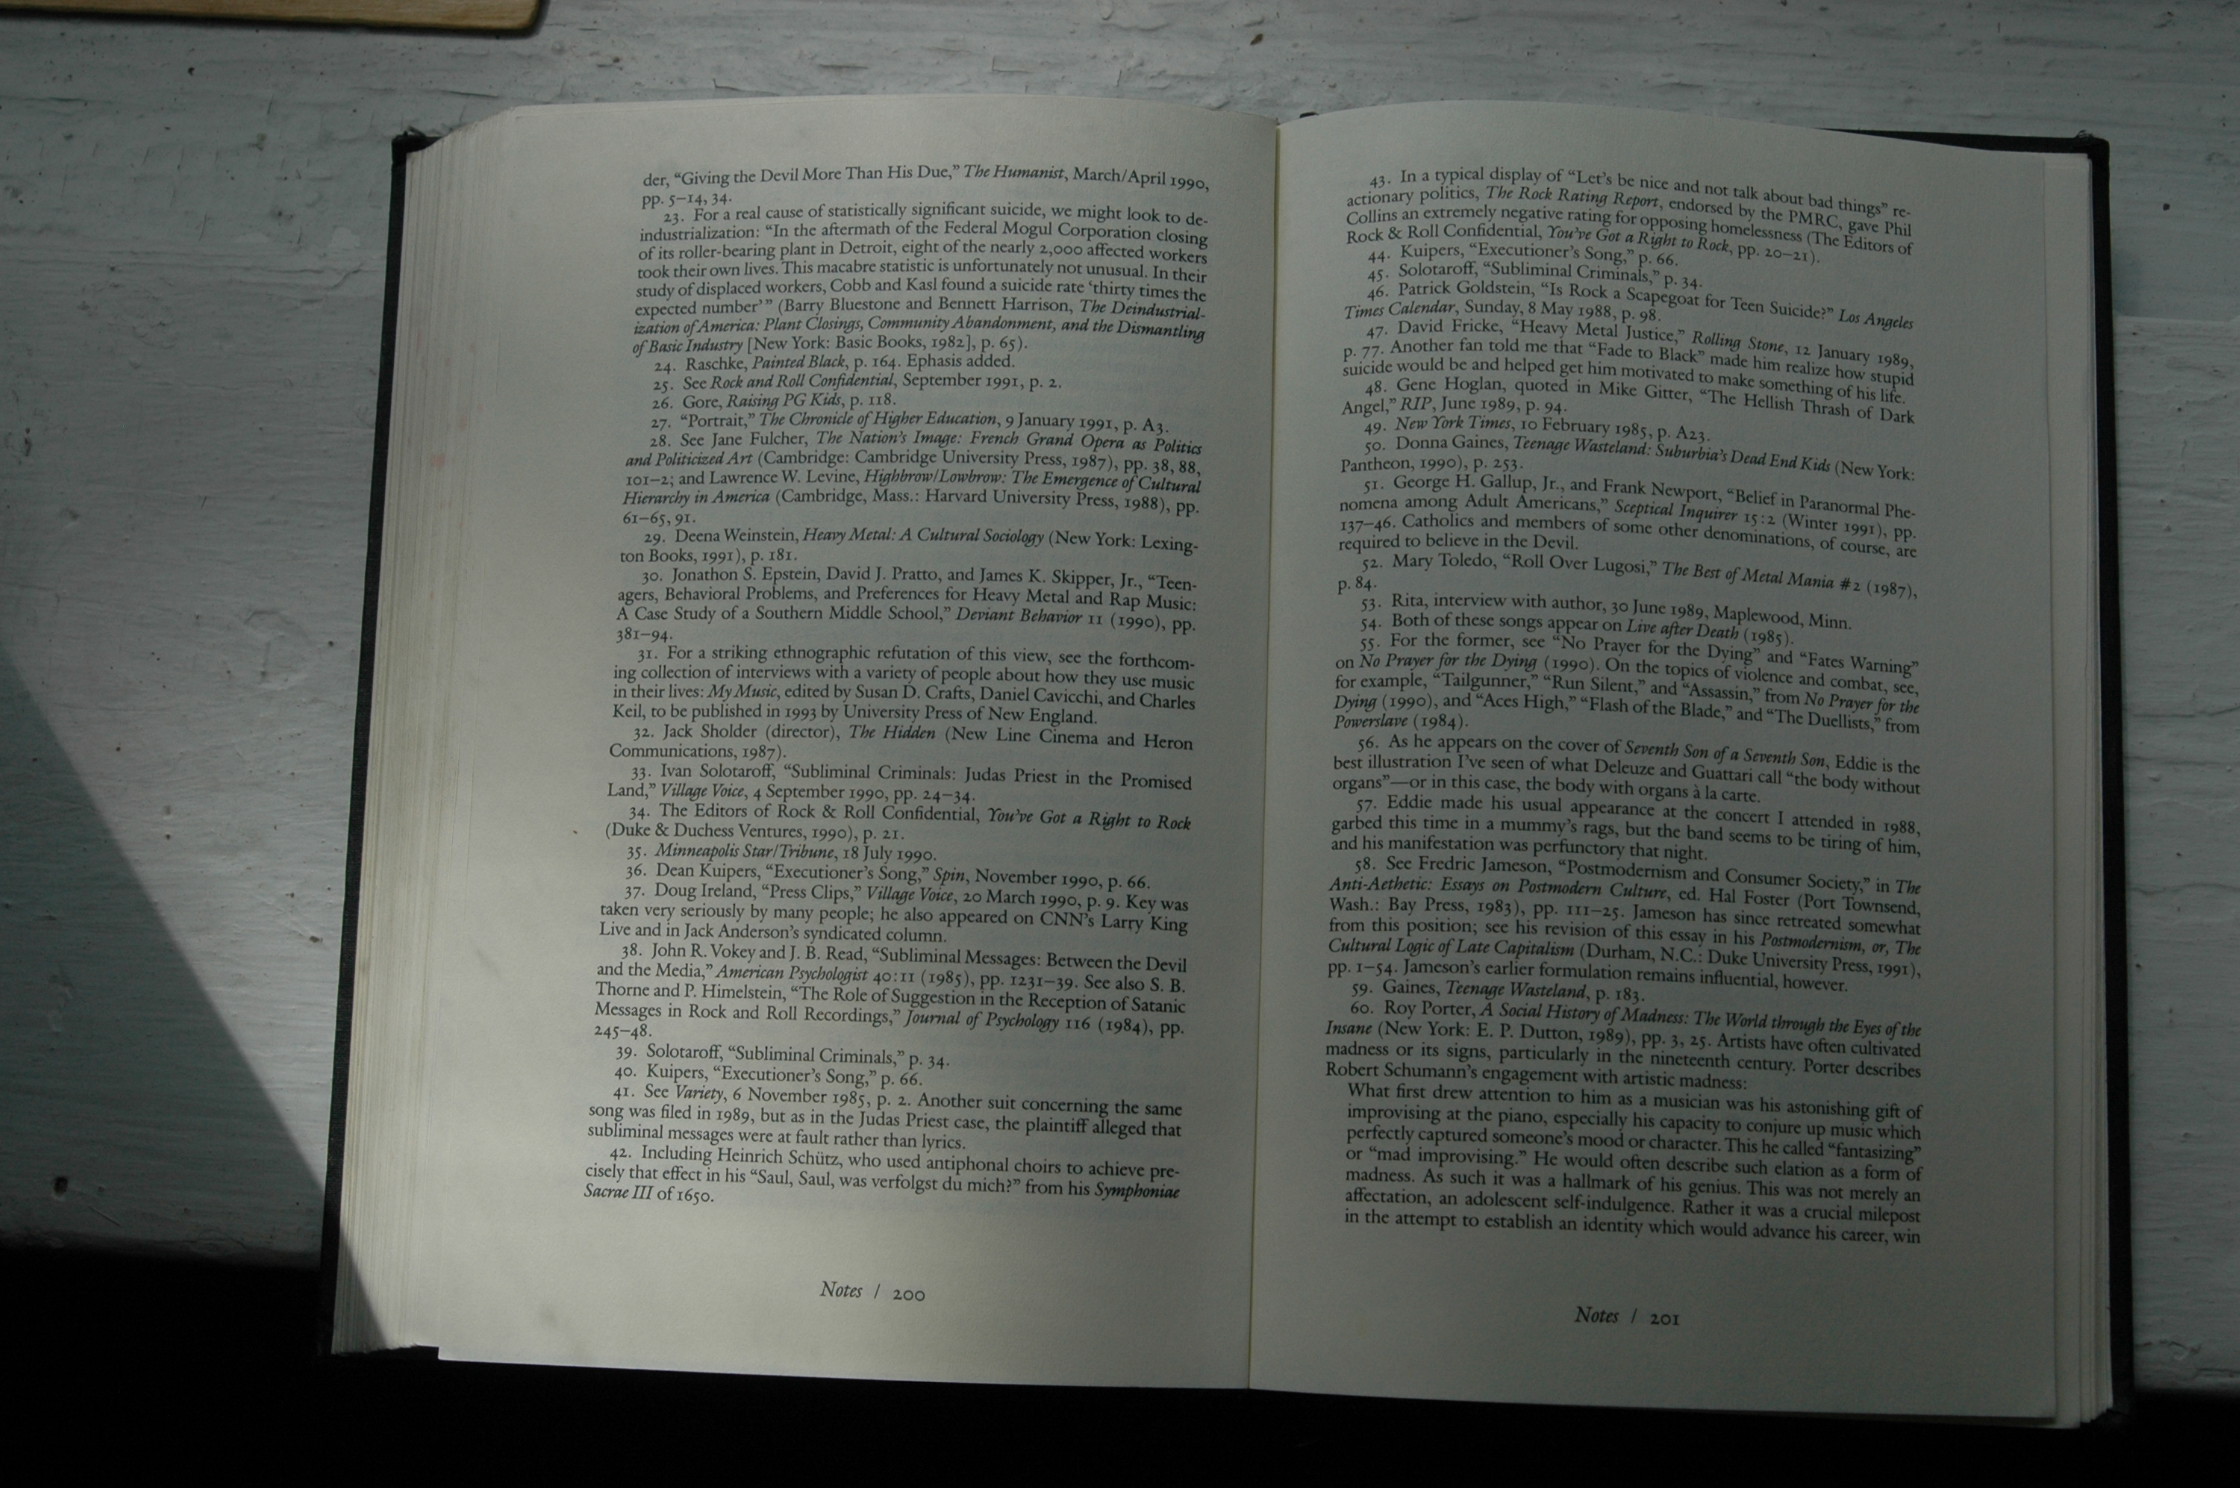 der, “Giving the Devil More Than His Due,” The Humanist, March/April 1990,
pp. 5–14, 34.
23. For a real cause of statistically significant suicide, we might look to de-
industrialization: “In the aftermath of the Federal Mogul Corporation closing
of its roller-bearing plant in Detroit, eight of the nearly 2,000 affected workers
took their own lives. This macabre statistic is unfortunately not unusual. In their
study of displaced workers, Cobb and Kasl found a suicide rate ‘thirty times the
expected number’” (Barry Bluestone and Bennett Harrison, The Deindustrial-
ization of America: Plant Closings, Community Abandonment, and the Dismantling
of Basic Industry [New York: Basic Books, 1982], p. 65).
24. Raschke, Painted Black, p. 164. Ephasis added.
25. See Rock and Roll Confidential, September 1991, p. 2.
26. Gore, Raising PG Kids, p. 118.
27. “Portrait,” The Chronicle of Higher Education, 9 January 1991, p. A3.
28. See Jane Fulcher, The Nation’s Image: French Grand Opera as Politics
and Politicized Art (Cambridge: Cambridge University Press, 1987), pp. 38, 88,
101–2; and Lawrence W. Levine, Highbrow/Lowbrow: The Emergence of Cultural
Hierarchy in America (Cambridge, Mass.: Harvard University Press, 1988), pp.
61–65, 91.
29. Deena Weinstein, Heavy Metal: A Cultural Sociology (New York: Lexing-
ton Books, 1991), p. 181.
30. Jonathon S. Epstein, David J. Pratto, and James K. Skipper, Jr., “Teen-
agers, Behavioral Problems, and Preferences for Heavy Metal and Rap Music:
A Case Study of a Southern Middle School,” Deviant Behavior 11 (1990), pp.
381–94.
31. For a striking ethnographic refutation of this view, see the forthcom-
ing collection of interviews with a variety of people about how they use music
in their lives: My Music, edited by Susan D. Crafts, Daniel Cavicchi, and Charles
Keil, to be published in 1993 by University Press of New England.
32. Jack Sholder (director), The Hidden (New Line Cinema and Heron
Communications, 1987).
33. Ivan Solotaroff, “Subliminal Criminals: Judas Priest in the Promised
Land,” Village Voice, 4 September 1990, pp. 24–34.
34. The Editors of Rock & Roll Confidential, You’re Got a Right to Rock
(Duke & Duchess Ventures, 1990), p. 21.
35. Minneapolis Star/Tribune, 18 July 1990.
36. Dean Kuipers, “Executioner’s Song,” Spin, November 1990, p. 66.
37. Doug Ireland, “Press Clips,” Village Voice, 20 March 1990, p. 9. Key was
taken very seriously by many people; he also appeared on CNN’s Larry King
Live and in Jack Anderson’s syndicated column.
38. John R. Vokey and J. B. Read, “Subliminal Messages: Between the Devil
and the Media,” American Psychologist 40:11 (1985), pp. 1231–39. See also S. B.
Thorne and P. Himelstein, “The Role of Suggestion in the Reception of Satanic
Messages in Rock and Roll Recordings,” Journal of Psychology 116 (1984), pp.
245–48.
39. Solotaroff, “Subliminal Criminals,” p. 34.
40. Kuipers, “Executioner’s Song,” p. 66.
41. See Variety, 6 November 1985, p. 2. Another suit concerning the same
song was filed in 1989, but as in the Judas Priest case, the plaintiff alleged that
subliminal messages were at fault rather than lyrics.
42. Including Heinrich Schütz, who used antiphonal choirs to achieve pre-
cisely that effect in his “Saul, Saul, was verfolgst du mich?” from his Symphoniae
Sacrae III of 1650.
Notes / 200
43. In a typical display of “Let’s be nice and not talk about bad things” re-
actionary politics, The Rock Rating Report, endorsed by the PMRC, gave Phil
Collins an extremely negative rating for opposing homelessness (The Editors of
Rock & Roll Confidential, You’ve Got a Right to Rock, pp. 20–21).
44. Kuipers, “Executioner’s Song,” p. 66.
45. Solotaroff, “Subliminal Criminals,” p. 34.
46. Patrick Goldstein, “Is Rock a Scapegoat for Teen Suicide?” Los Angeles
Times Calendar, Sunday, 8 May 1988, p. 98.
47. David Fricke, “Heavy Metal Justice,” Rolling Stone, 12 January 1989,
p. 77. Another fan told me that “Fade to Black” made him realize how stupid
suicide would be and helped get him motivated to make something of his life.
48. Gene Hoglan, quoted in Mike Gitter, “The Hellish Thrash of Dark
Angel,” RIP, June 1989, p. 94.
49. New York Times, 10 February 1985, p. A23.
50. Donna Gaines, Teenage Wasteland: Suburbia’s Dead End Kids (New York:
Pantheon, 1990), p. 253.
51. George H. Gallup, Jr., and Frank Newport, “Belief in Paranormal Phe-
nomena among Adult Americans,” Sceptical Inquirer 15:2 (Winter 1991), pp.
137–46. Catholics and members of some other denominations, of course, are
required to believe in the Devil.
52. Mary Toledo, “Roll Over Lugosi,” The Best of Metal Mania #2 (1987),
p. 84.
53. Rita, interview with author, 30 June 1989, Maplewood, Minn.
54. Both of these songs appear on Live after Death (1985).
55. For the former, see “No Prayer for the Dying” and “Fates Warning”
on No Prayer for the Dying (1990). On the topics of violence and combat, see,
for example, “Tailgunner,” “Run Silent,” and “Assassin,” from No Prayer for the
Dying (1990), and “Aces High,” “Flash of the Blade,” and “The Duellists,” from
Powerslave (1984).
56. As he appears on the cover of Seventh Son of a Seventh Son, Eddie is the
best illustration I’ve seen of what Deleuze and Guattari call “the body without
organs”—or in this case, the body with organs à la carte.
57. Eddie made his usual appearance at the concert I attended in 1988,
garbed this time in a mummy’s rags, but the band seems to be tiring of him,
and his manifestation was perfunctory that night.
58. See Fredric Jameson, “Postmodernism and Consumer Society,” in The
Anti-Aesthetic: Essays on Postmodern Culture, ed. Hal Foster (Port Townsend,
Wash.: Bay Press, 1983), pp. 111–25. Jameson has since retreated somewhat
from this position; see his revision of this essay in his Postmodernism, or, The
Cultural Logic of Late Capitalism (Durham, N.C.: Duke University Press, 1991),
pp. 1–54. Jameson’s earlier formulation remains influential, however.
59. Gaines, Teenage Wasteland, p. 183.
60. Roy Porter, A Social History of Madness: The World through the Eyes of the
Insane (New York: E. P. Dutton, 1989), pp. 3, 25. Artists have often cultivated
madness or its signs, particularly in the nineteenth century. Porter describes
Robert Schumann’s engagement with artistic madness:
What first drew attention to him as a musician was his astonishing gift of
improvising at the piano, especially his capacity to conjure up music which
perfectly captured someone’s mood or character. This he called “fantasizing”
or “mad improvising.” He would often describe such elation as a form of
madness. As such it was a hallmark of his genius. This was not merely an
affectation, an adolescent self-indulgence. Rather it was a crucial milepost
in the attempt to establish an identity which would advance his career, win
Notes / 201